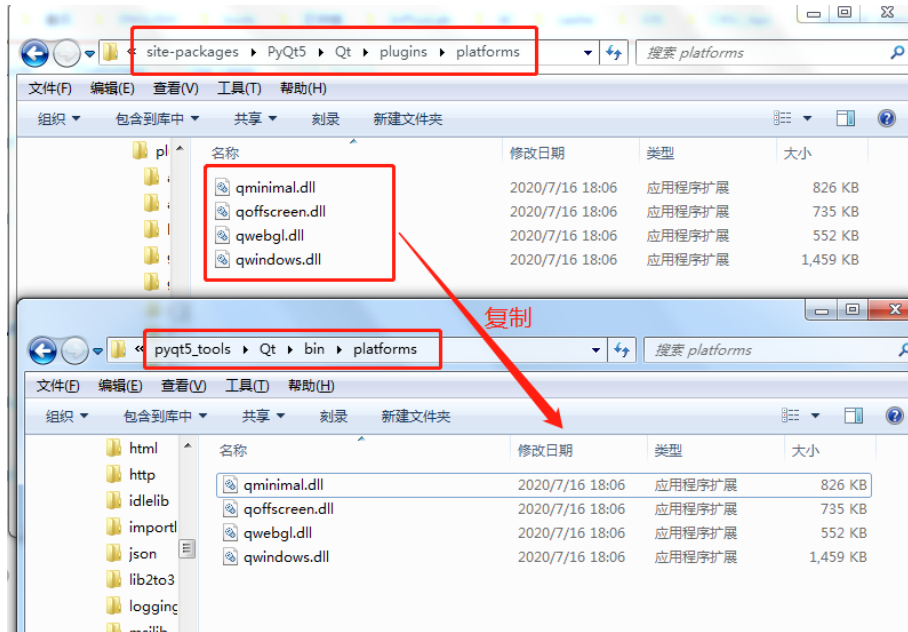 « site-packages ▸ PyQt5 ▸ Qt ▸ plugins ▸ platforms
搜索 platforms
文件(F) 编辑(E) 查看(V) 工具(T) 帮助(H)
组织 包含到库中 共享 刻录 新建文件夹
名称 修改日期 类型 大小
qminimal.dll 2020/7/16 18:06 应用程序扩展 826 KB
qoffscreen.dll 2020/7/16 18:06 应用程序扩展 735 KB
qwebgl.dll 2020/7/16 18:06 应用程序扩展 552 KB
qwindows.dll 2020/7/16 18:06 应用程序扩展 1,459 KB
复制
« pyqt5_tools ▸ Qt ▸ bin ▸ platforms
搜索 platforms
文件(F) 编辑(E) 查看(V) 工具(T) 帮助(H)
组织 包含到库中 共享 刻录 新建文件夹
html
http
idlelib
importl
json
lib2to3
logging
名称 修改日期 类型 大小
qminimal.dll 2020/7/16 18:06 应用程序扩展 826 KB
qoffscreen.dll 2020/7/16 18:06 应用程序扩展 735 KB
qwebgl.dll 2020/7/16 18:06 应用程序扩展 552 KB
qwindows.dll 2020/7/16 18:06 应用程序扩展 1,459 KB